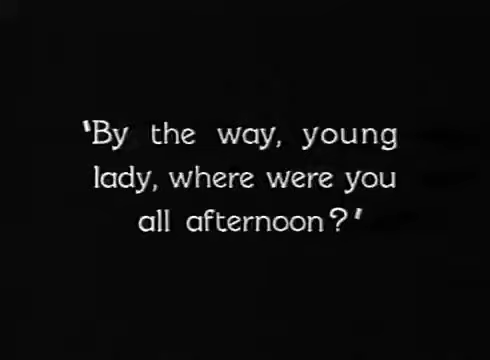 'By the way, young
lady, where were you
all afternoon?'